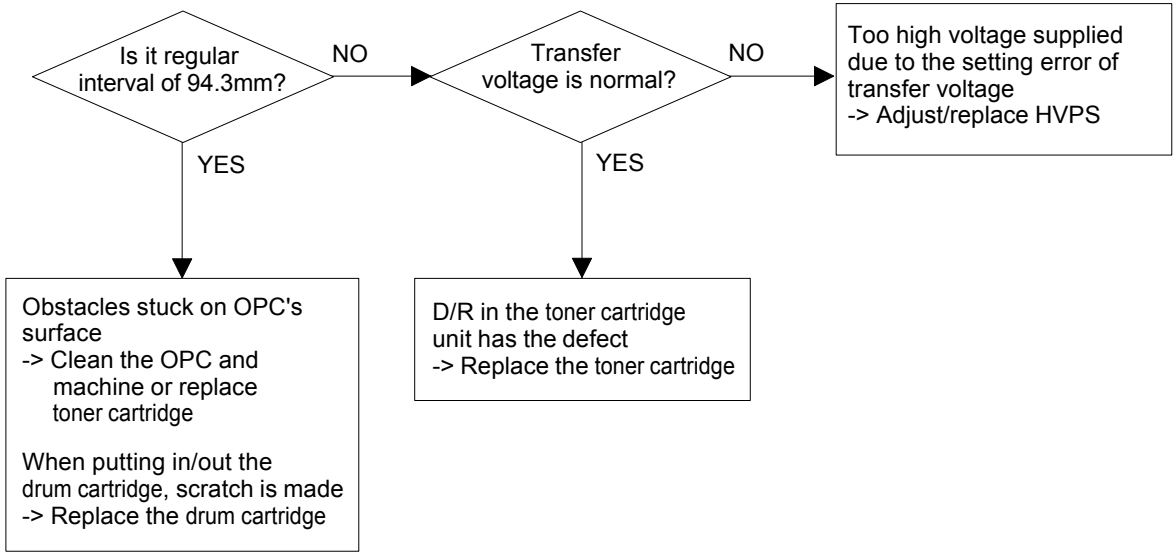 Is it regular
interval of 94.3mm?
NO
Transfer
voltage is normal?
NO
Too high voltage supplied
due to the setting error of
transfer voltage
-> Adjust/replace HVPS
YES
YES
Obstacles stuck on OPC's
surface
-> Clean the OPC and
machine or replace
toner cartridge
When putting in/out the
drum cartridge, scratch is made
-> Replace the drum cartridge
D/R in the toner cartridge
unit has the defect
-> Replace the toner cartridge